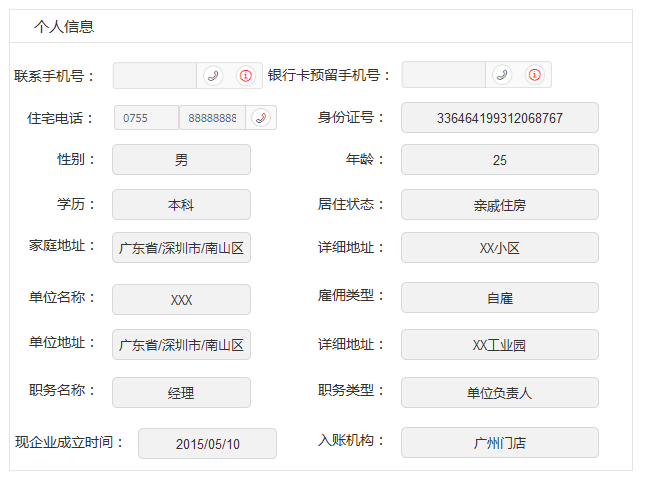 个人信息
联系手机号： 银行卡预留手机号：
住宅电话： 0755 88888888 身份证号： 336464199312068767
性别： 男 年龄： 25
学历： 本科 居住状态： 亲戚住房
家庭地址： 广东省/深圳市/南山区 详细地址： XX小区
单位名称： XXX 雇佣类型： 自雇
单位地址： 广东省/深圳市/南山区 详细地址： XX工业园
职务名称： 经理 职务类型： 单位负责人
现企业成立时间： 2015/05/10 入账机构： 广州门店